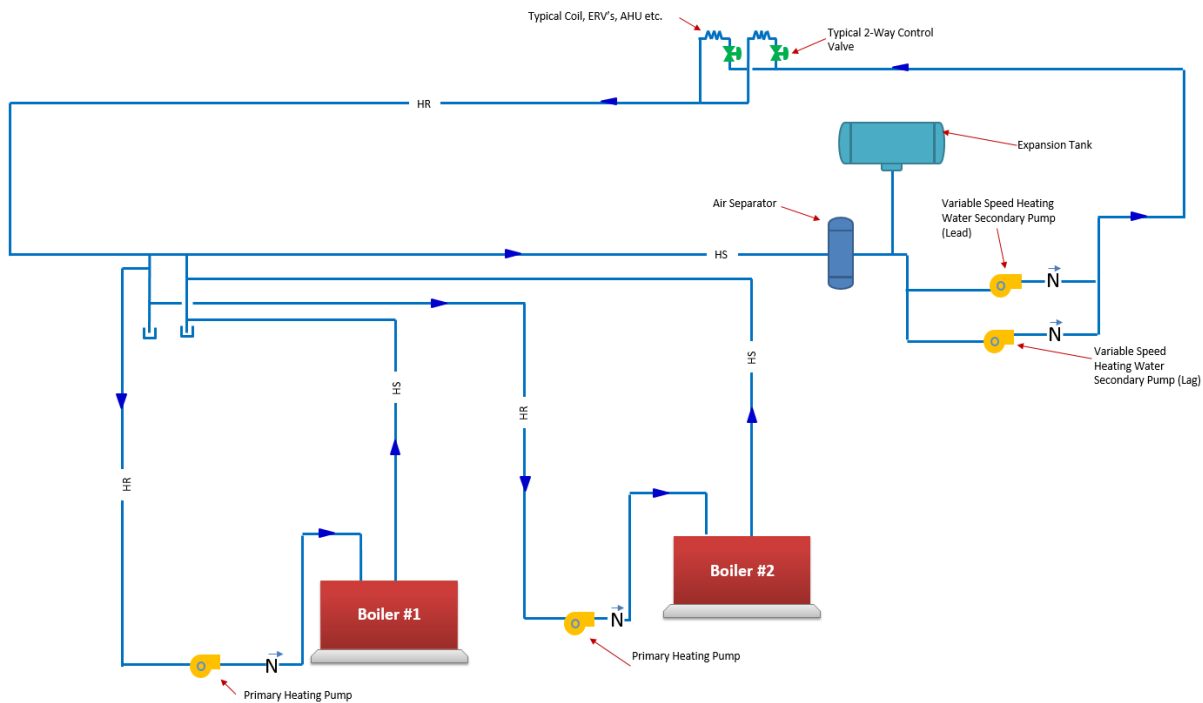 Typical Coil, ERV's, AHU etc.
Typical 2-Way Control
Valve
HR
Expansion Tank
Air Separator
Variable Speed Heating
Water Secondary Pump
(Lead)
HS
N
N
Variable Speed
Heating Water
Secondary Pump (Lag)
HS
HS
HR
HR
Boiler #2
Boiler #1
N
Primary Heating Pump
N
Primary Heating Pump